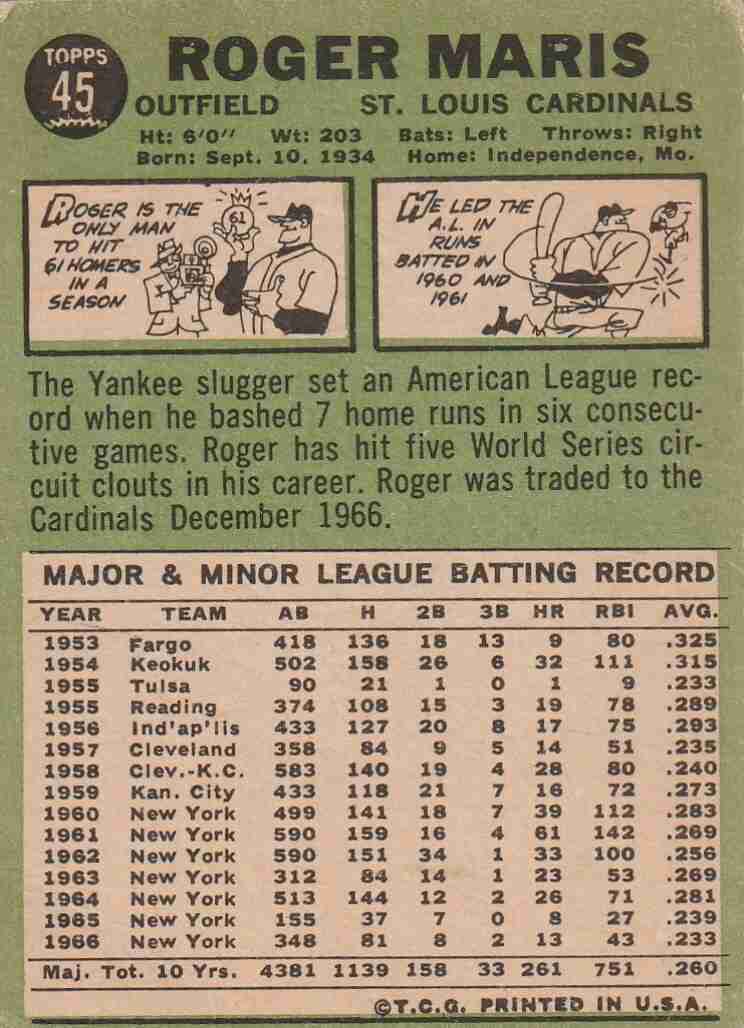 TOPPS
45
ROGER MARIS
OUTFIELD ST. LOUIS CARDINALS
Ht: 6'0" Wt: 203 Bats: Left Throws: Right
Born: Sept. 10, 1934 Home: Independence, Mo.
ROGER IS THE
ONLY MAN
TO HIT
61 HOMERS
IN A
SEASON
61
HE LED THE
A.L. IN
RUNS
BATTED IN
1960 AND
1961
The Yankee slugger set an American League rec-
ord when he bashed 7 home runs in six consecu-
tive games. Roger has hit five World Series cir-
cuit clouts in his career. Roger was traded to the
Cardinals December 1966.
MAJOR & MINOR LEAGUE BATTING RECORD
YEAR TEAM AB H 2B 3B HR RBI AVG.
1953 Fargo 418 136 18 13 9 80 .325
1954 Keokuk 502 158 26 6 32 111 .315
1955 Tulsa 90 21 1 0 1 9 .233
1955 Reading 374 108 15 3 19 78 .289
1956 Ind'ap'lis 433 127 20 8 17 75 .293
1957 Cleveland 358 84 9 5 14 51 .235
1958 Clev.-K.C. 583 140 19 4 28 80 .240
1959 Kan. City 433 118 21 7 16 72 .273
1960 New York 499 141 18 7 39 112 .283
1961 New York 590 159 16 4 61 142 .269
1962 New York 590 151 34 1 33 100 .256
1963 New York 312 84 14 1 23 53 .269
1964 New York 513 144 12 2 26 71 .281
1965 New York 155 37 7 0 8 27 .239
1966 New York 348 81 8 2 13 43 .233
Maj. Tot. 10 Yrs. 4381 1139 158 33 261 751 .260
©T.C.G. PRINTED IN U.S.A.